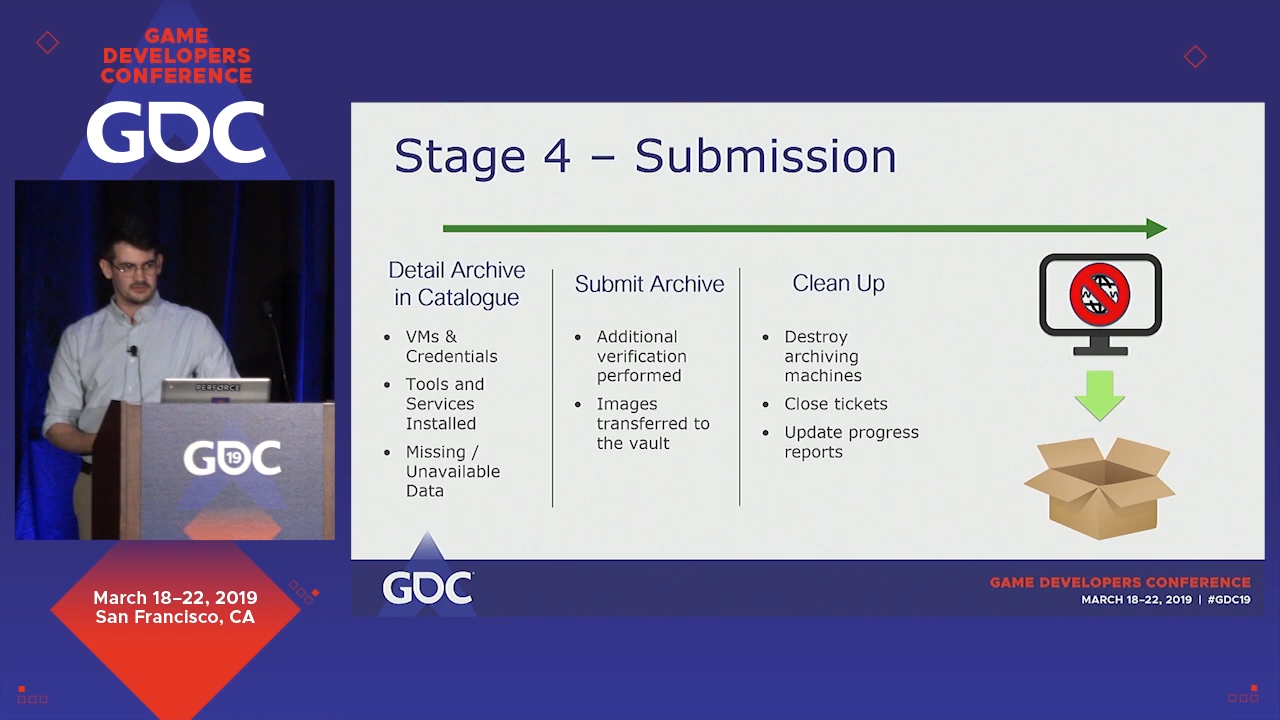 GAME
DEVELOPERS
CONFERENCE
GDC
PERFORCE
GDC
19
March 18–22, 2019
San Francisco, CA
Stage 4 – Submission
Detail Archive
in Catalogue
• VMs &
Credentials
• Tools and
Services
Installed
• Missing /
Unavailable
Data
Submit Archive
• Additional
verification
performed
• Images
transferred to
the vault
Clean Up
• Destroy
archiving
machines
• Close tickets
• Update progress
reports
GDC
GAME DEVELOPERS CONFERENCE
MARCH 18–22, 2019 | #GDC19